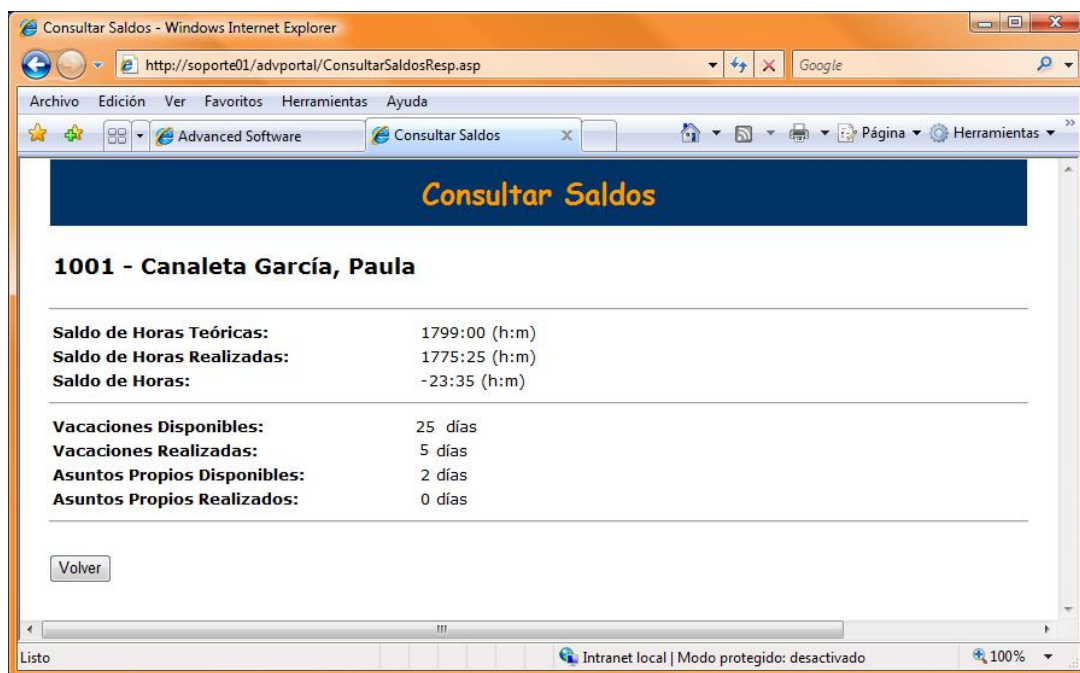 Consultar Saldos - Windows Internet Explorer
http://soporte01/advportal/ConsultarSaldosResp.asp
Google
Archivo Edición Ver Favoritos Herramientas Ayuda
Advanced Software Consultar Saldos Página Herramientas
Consultar Saldos
1001 - Canaleta García, Paula
Saldo de Horas Teóricas: 1799:00 (h:m)
Saldo de Horas Realizadas: 1775:25 (h:m)
Saldo de Horas: -23:35 (h:m)
Vacaciones Disponibles: 25 días
Vacaciones Realizadas: 5 días
Asuntos Propios Disponibles: 2 días
Asuntos Propios Realizados: 0 días
Volver
Listo Intranet local | Modo protegido: desactivado 100%